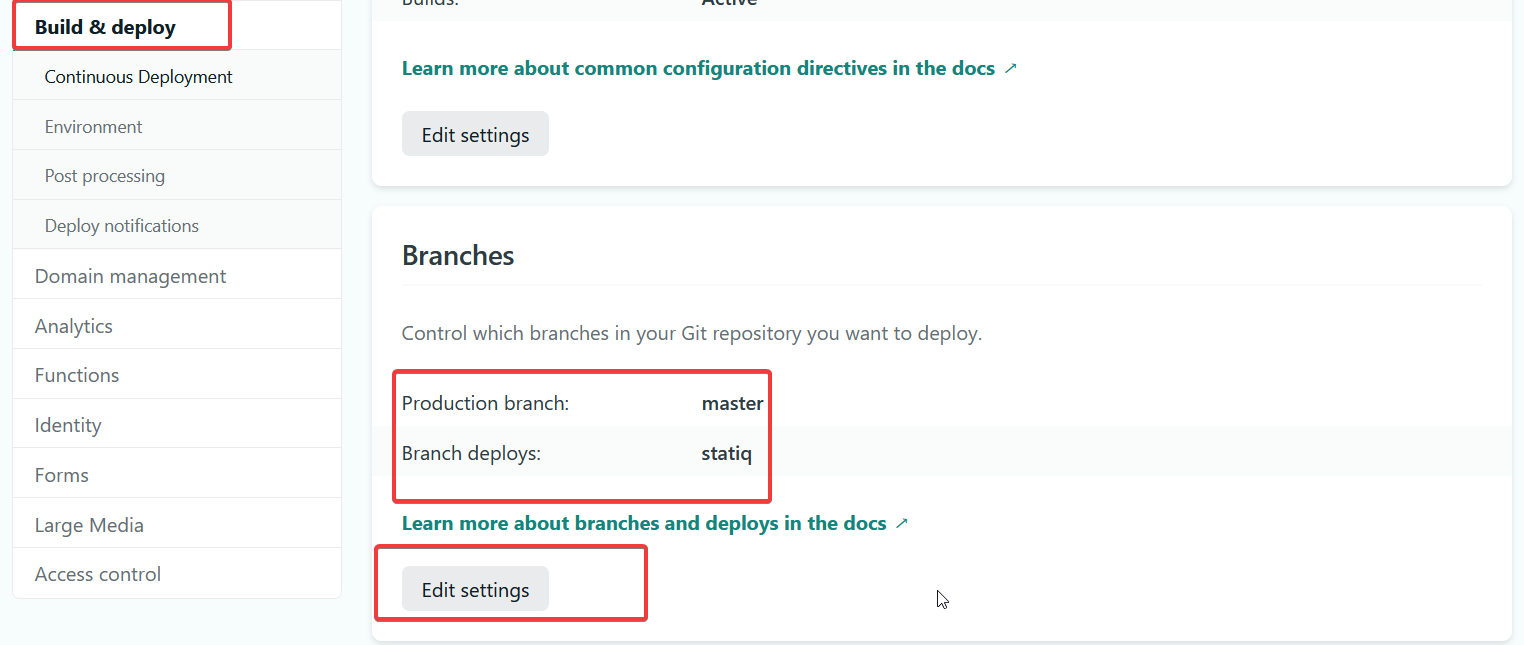 Build & deploy
Continuous Deployment
Environment
Post processing
Deploy notifications
Domain management
Analytics
Functions
Identity
Forms
Large Media
Access control
Builds: Active
Learn more about common configuration directives in the docs ↗
Edit settings
Branches
Control which branches in your Git repository you want to deploy.
Production branch: master
Branch deploys: statiq
Learn more about branches and deploys in the docs ↗
Edit settings